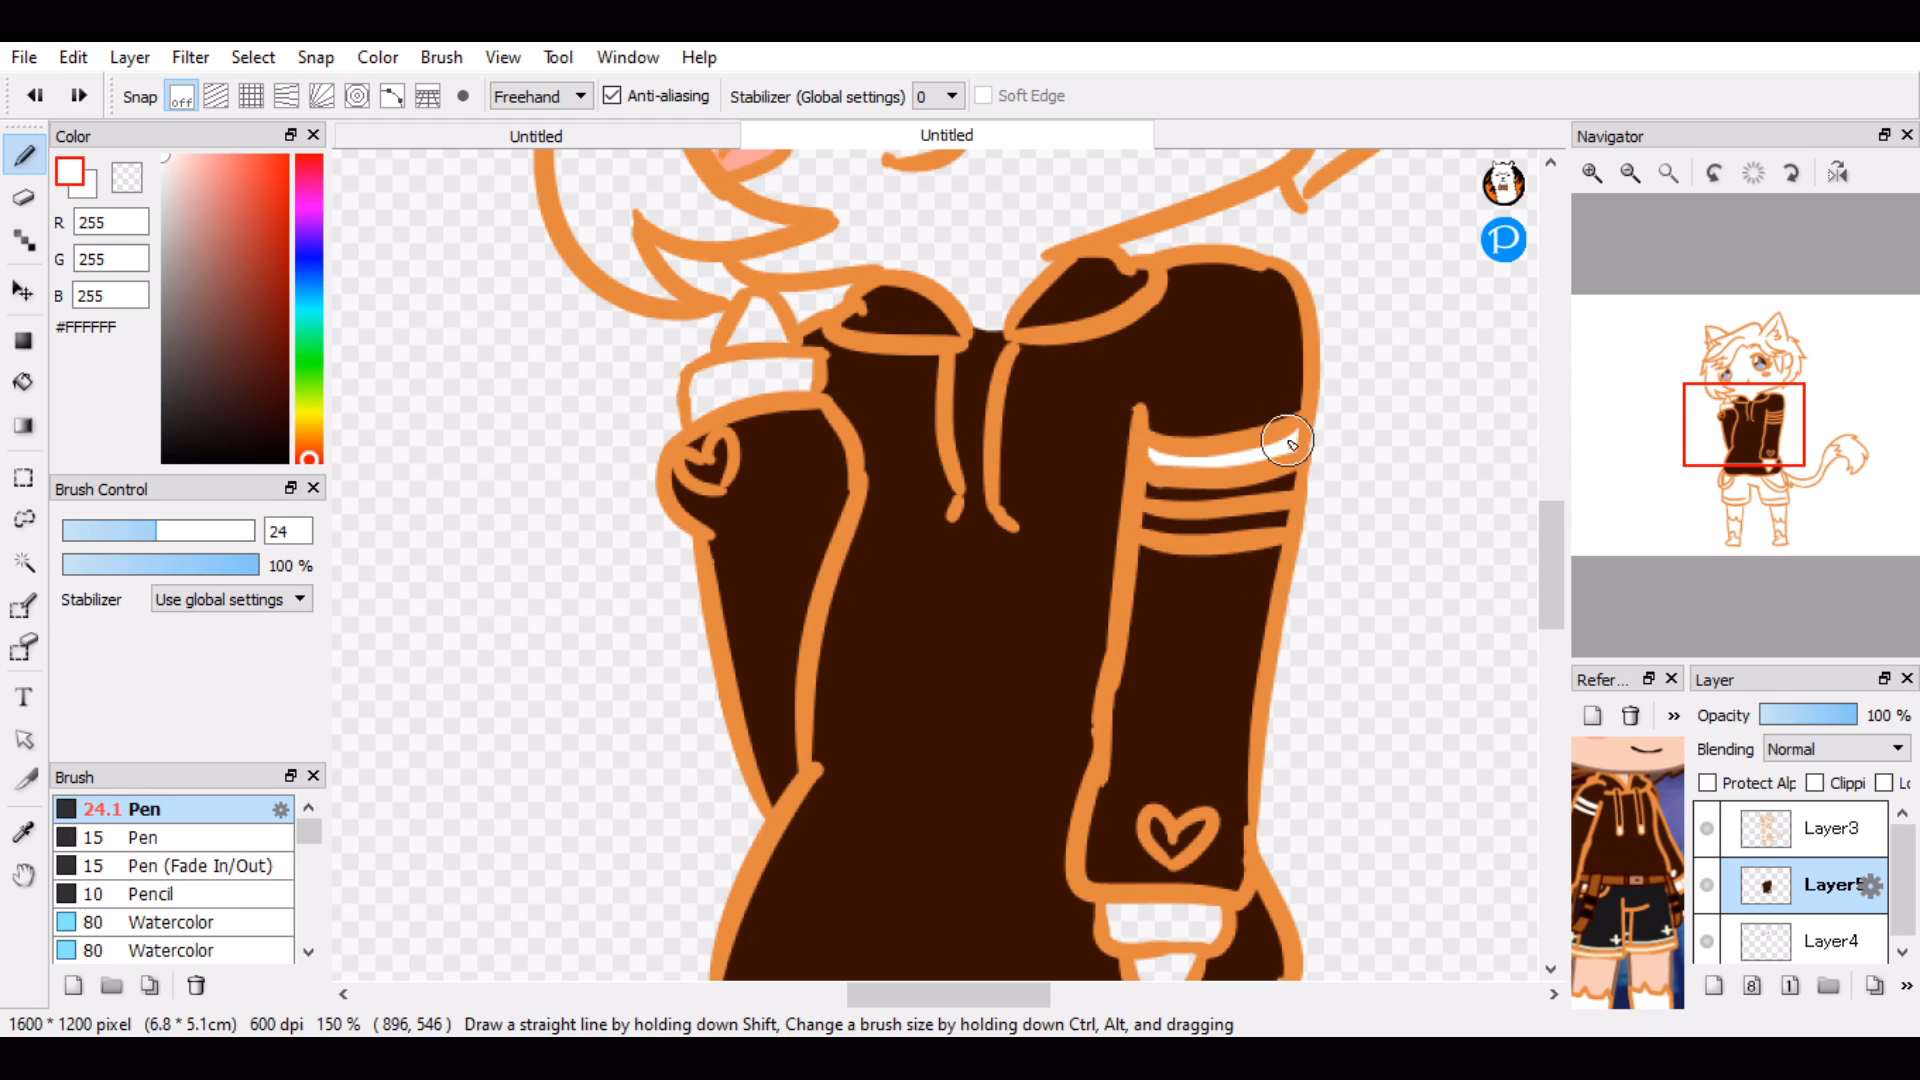 File Edit Layer Filter Select Snap Color Brush View Tool Window Help
Snap off Freehand Anti-aliasing Stabilizer (Global settings) 0 Soft Edge
Color
Untitled
Untitled
Navigator
R 255
G 255
B 255
#FFFFFF
Brush Control
24
100 %
Stabilizer Use global settings
Brush
24.1 Pen
15 Pen
15 Pen (Fade In/Out)
10 Pencil
80 Watercolor
80 Watercolor
P
Refer...
Layer
Opacity 100 %
Blending Normal
Protect Alp Clippi Lo
Layer3
Layer5
Layer4
8 1
T
1600 * 1200 pixel (6.8 * 5.1cm) 600 dpi 150 % ( 896, 546 ) Draw a straight line by holding down Shift, Change a brush size by holding down Ctrl, Alt, and dragging